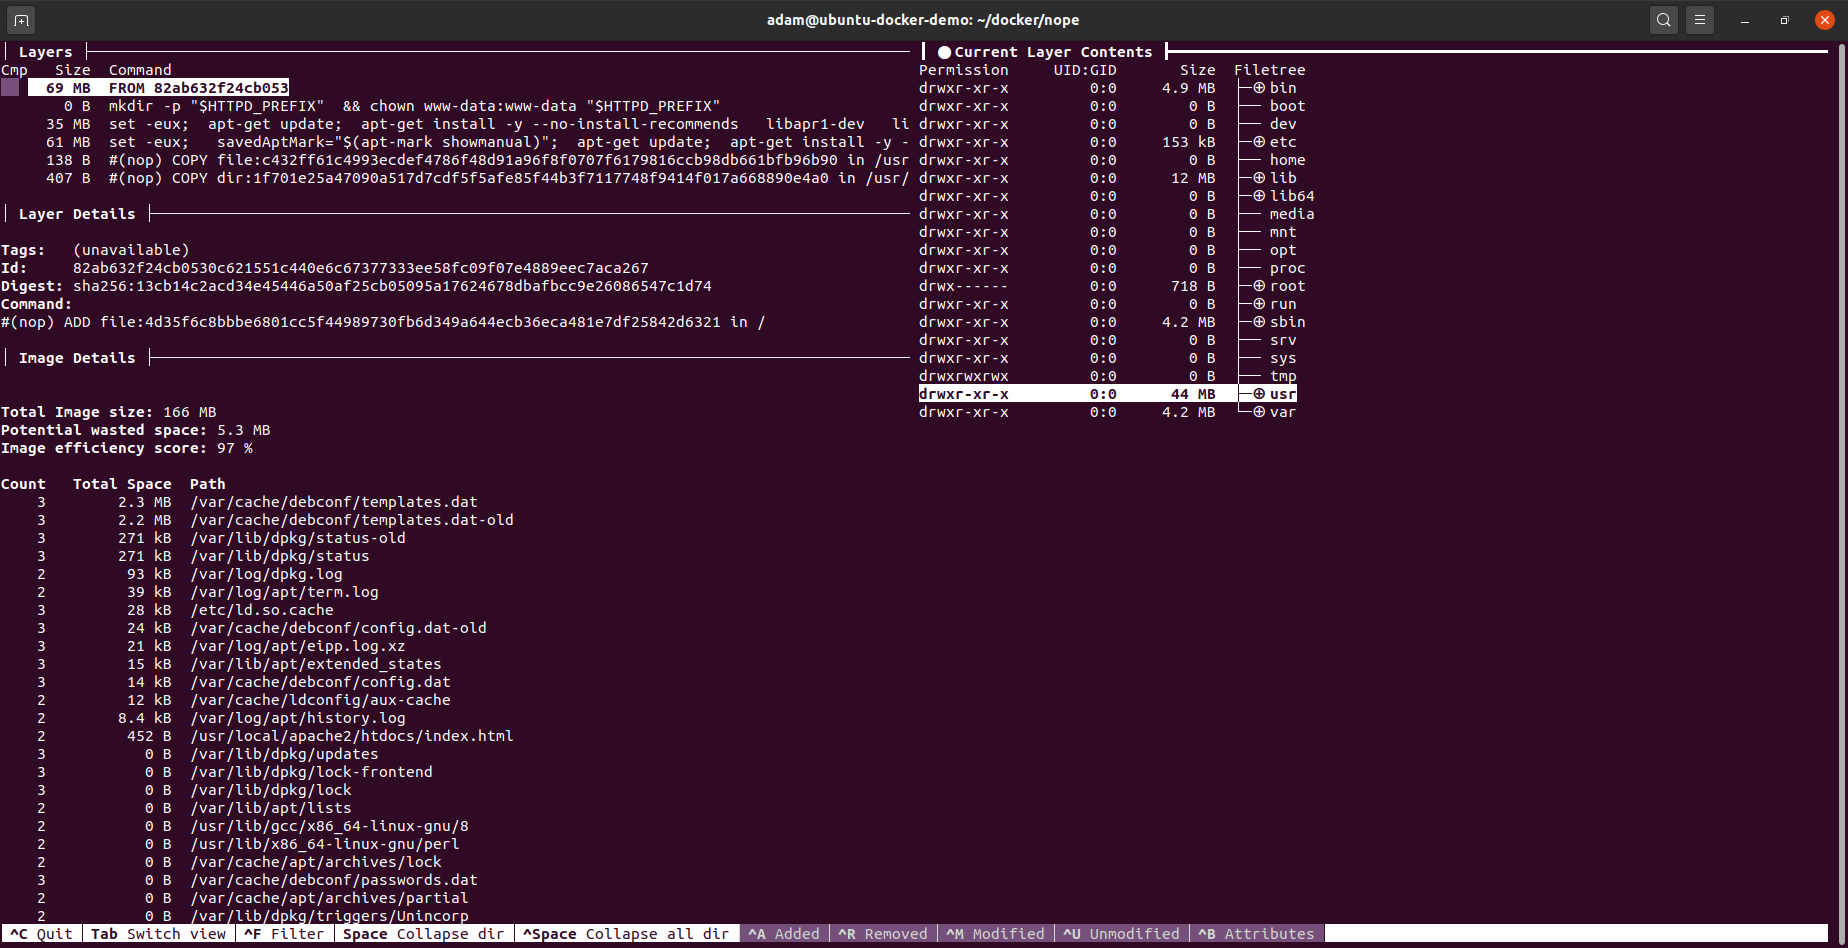 adam@ubuntu-docker-demo: ~/docker/nope
Layers
Cmp Size Command
69 MB FROM 82ab632f24cb053
0 B mkdir -p "$HTTPD_PREFIX" && chown www-data:www-data "$HTTPD_PREFIX"
35 MB set -eux; apt-get update; apt-get install -y --no-install-recommends libapr1-dev li
61 MB set -eux; savedAptMark="$(apt-mark showmanual)"; apt-get update; apt-get install -y -
138 B #(nop) COPY file:c432ff61c4993ecdef4786f48d91a96f8f0707f6179816ccb98db661bfb96b90 in /usr
407 B #(nop) COPY dir:1f701e25a47090a517d7cdf5f5afe85f44b3f7117748f9414f017a668890e4a0 in /usr/
Layer Details
Tags: (unavailable)
Id: 82ab632f24cb0530c621551c440e6c67377333ee58fc09f07e4889eec7aca267
Digest: sha256:13cb14c2acd34e45446a50af25cb05095a17624678dbafbcc9e26086547c1d74
Command:
#(nop) ADD file:4d35f6c8bbbe6801cc5f44989730fb6d349a644ecb36eca481e7df25842d6321 in /
Image Details
Total Image size: 166 MB
Potential wasted space: 5.3 MB
Image efficiency score: 97 %
Count Total Space Path
3 2.3 MB /var/cache/debconf/templates.dat
3 2.2 MB /var/cache/debconf/templates.dat-old
3 271 kB /var/lib/dpkg/status-old
3 271 kB /var/lib/dpkg/status
2 93 kB /var/log/dpkg.log
2 39 kB /var/log/apt/term.log
3 28 kB /etc/ld.so.cache
3 24 kB /var/cache/debconf/config.dat-old
3 21 kB /var/log/apt/eipp.log.xz
3 15 kB /var/lib/apt/extended_states
3 14 kB /var/cache/debconf/config.dat
2 12 kB /var/cache/ldconfig/aux-cache
2 8.4 kB /var/log/apt/history.log
2 452 B /usr/local/apache2/htdocs/index.html
3 0 B /var/lib/dpkg/updates
3 0 B /var/lib/dpkg/lock-frontend
3 0 B /var/lib/dpkg/lock
2 0 B /var/lib/apt/lists
2 0 B /usr/lib/gcc/x86_64-linux-gnu/8
2 0 B /usr/lib/x86_64-linux-gnu/perl
2 0 B /var/cache/apt/archives/lock
3 0 B /var/cache/debconf/passwords.dat
2 0 B /var/cache/apt/archives/partial
2 0 B /var/lib/dpkg/triggers/Unincorp
Current Layer Contents
Permission UID:GID Size Filetree
drwxr-xr-x 0:0 4.9 MB bin
drwxr-xr-x 0:0 0 B boot
drwxr-xr-x 0:0 0 B dev
drwxr-xr-x 0:0 153 kB etc
drwxr-xr-x 0:0 0 B home
drwxr-xr-x 0:0 12 MB lib
drwxr-xr-x 0:0 0 B lib64
drwxr-xr-x 0:0 0 B media
drwxr-xr-x 0:0 0 B mnt
drwxr-xr-x 0:0 0 B opt
drwxr-xr-x 0:0 0 B proc
drwx------ 0:0 718 B root
drwxr-xr-x 0:0 0 B run
drwxr-xr-x 0:0 4.2 MB sbin
drwxr-xr-x 0:0 0 B srv
drwxr-xr-x 0:0 0 B sys
drwxrwxrwx 0:0 0 B tmp
drwxr-xr-x 0:0 44 MB usr
drwxr-xr-x 0:0 4.2 MB var
^C Quit Tab Switch view ^F Filter Space Collapse dir ^Space Collapse all dir ^A Added ^R Removed ^M Modified ^U Unmodified ^B Attributes